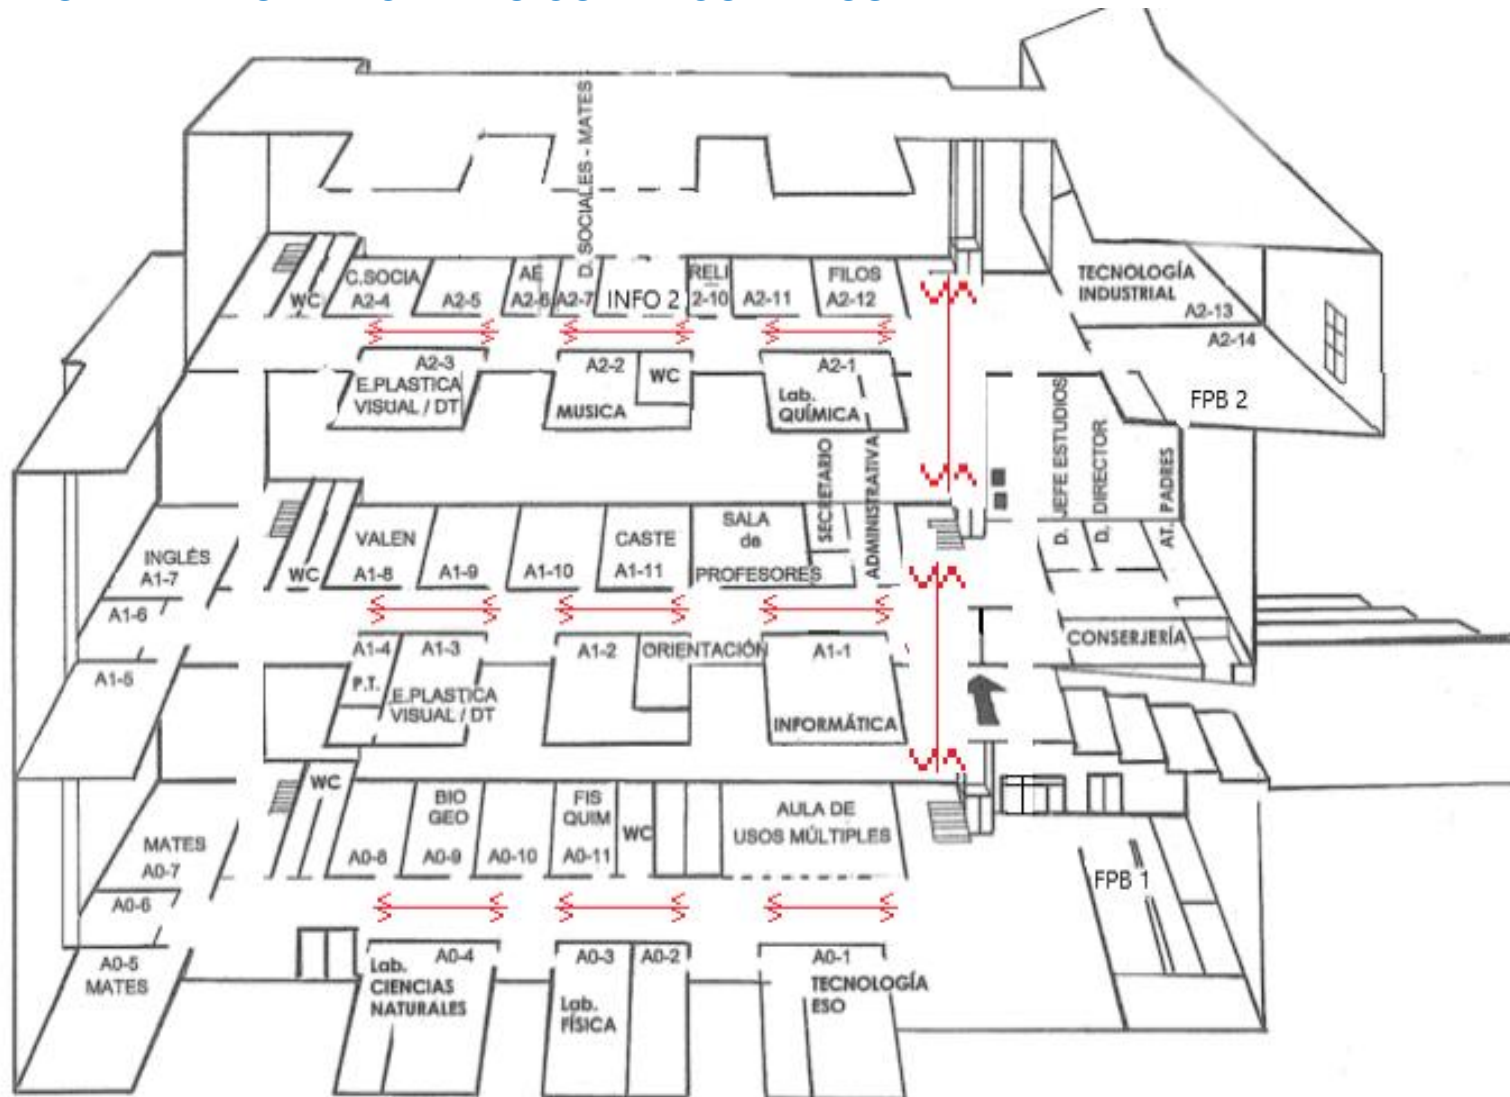 D. SOCIALES - MATES
C.SOCIA
A2-4
WC
A2-5
AE
A2-6
A2-7
INFO 2
RELI
2-10
A2-11
FILOS
A2-12
TECNOLOGÍA
INDUSTRIAL
A2-13
A2-14
FPB 2
A2-3
E.PLASTICA
VISUAL / DT
A2-2
WC
MUSICA
A2-1
Lab.
QUÍMICA
SECRETARIO
ADMINISTRATIVA
D. JEFE ESTUDIOS
D. DIRECTOR
AT. PADRES
INGLÉS
A1-7
A1-6
A1-5
WC
VALEN
A1-8
A1-9
A1-10
CASTE
A1-11
SALA
de
PROFESORES
CONSERJERÍA
A1-4
P.T.
A1-3
E.PLASTICA
VISUAL / DT
A1-2
ORIENTACIÓN
A1-1
INFORMÁTICA
MATES
A0-7
A0-6
A0-5
MATES
WC
A0-8
BIO
GEO
A0-9
A0-10
FIS
QUIM
A0-11
WC
AULA DE
USOS MÚLTIPLES
FPB 1
A0-4
Lab.
CIENCIAS
NATURALES
A0-3
Lab.
FÍSICA
A0-2
A0-1
TECNOLOGÍA
ESO